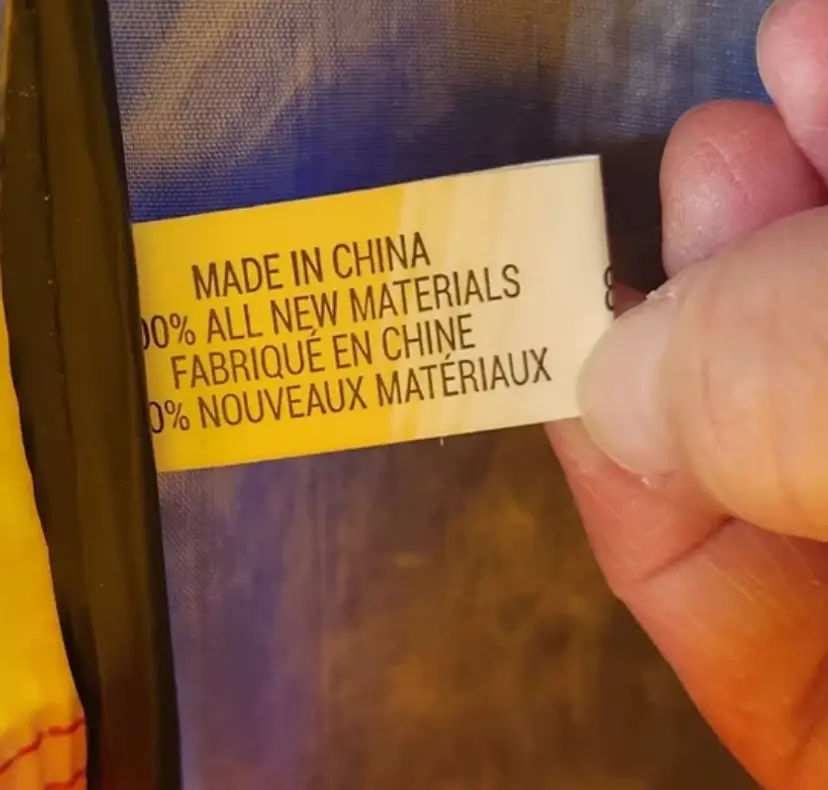 MADE IN CHINA
00% ALL NEW MATERIALS
FABRIQUÉ EN CHINE
0% NOUVEAUX MATÉRIAUX